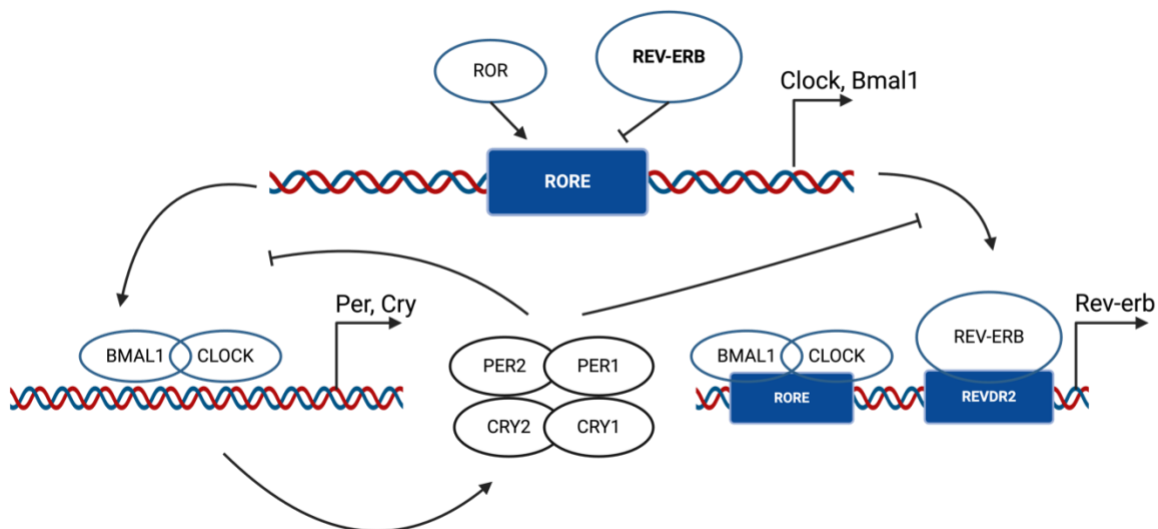 ROR
REV-ERB
Clock, Bmal1
RORE
Per, Cry
BMAL1
CLOCK
PER2
PER1
CRY2
CRY1
BMAL1
CLOCK
REV-ERB
Rev-erb
RORE
REVDR2